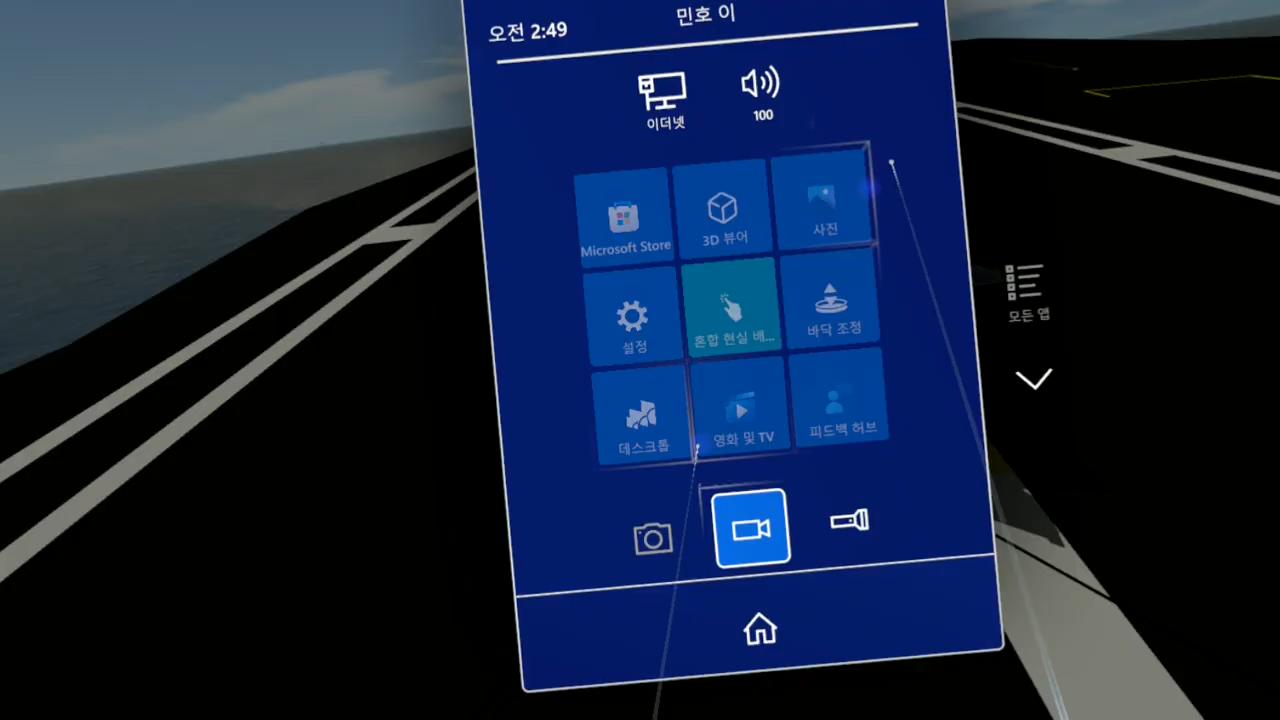 오전 2:49
민호 이
이더넷
100
Microsoft Store
3D 뷰어
사진
설정
혼합 현실 배...
바닥 조정
데스크톱
영화 및 TV
피드백 허브
모든 앱